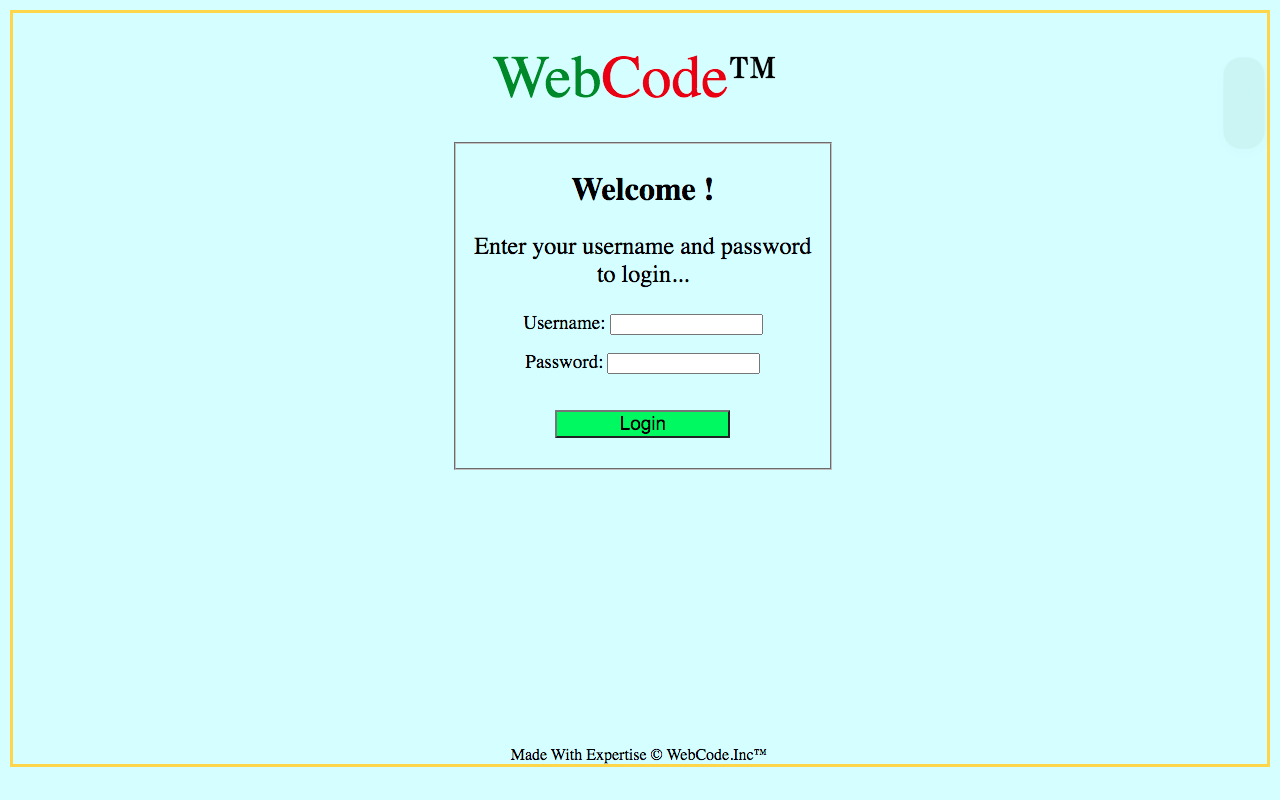 WebCode™
Welcome !
Enter your username and password
to login...
Username:
Password:
Login
Made With Expertise © WebCode.Inc™